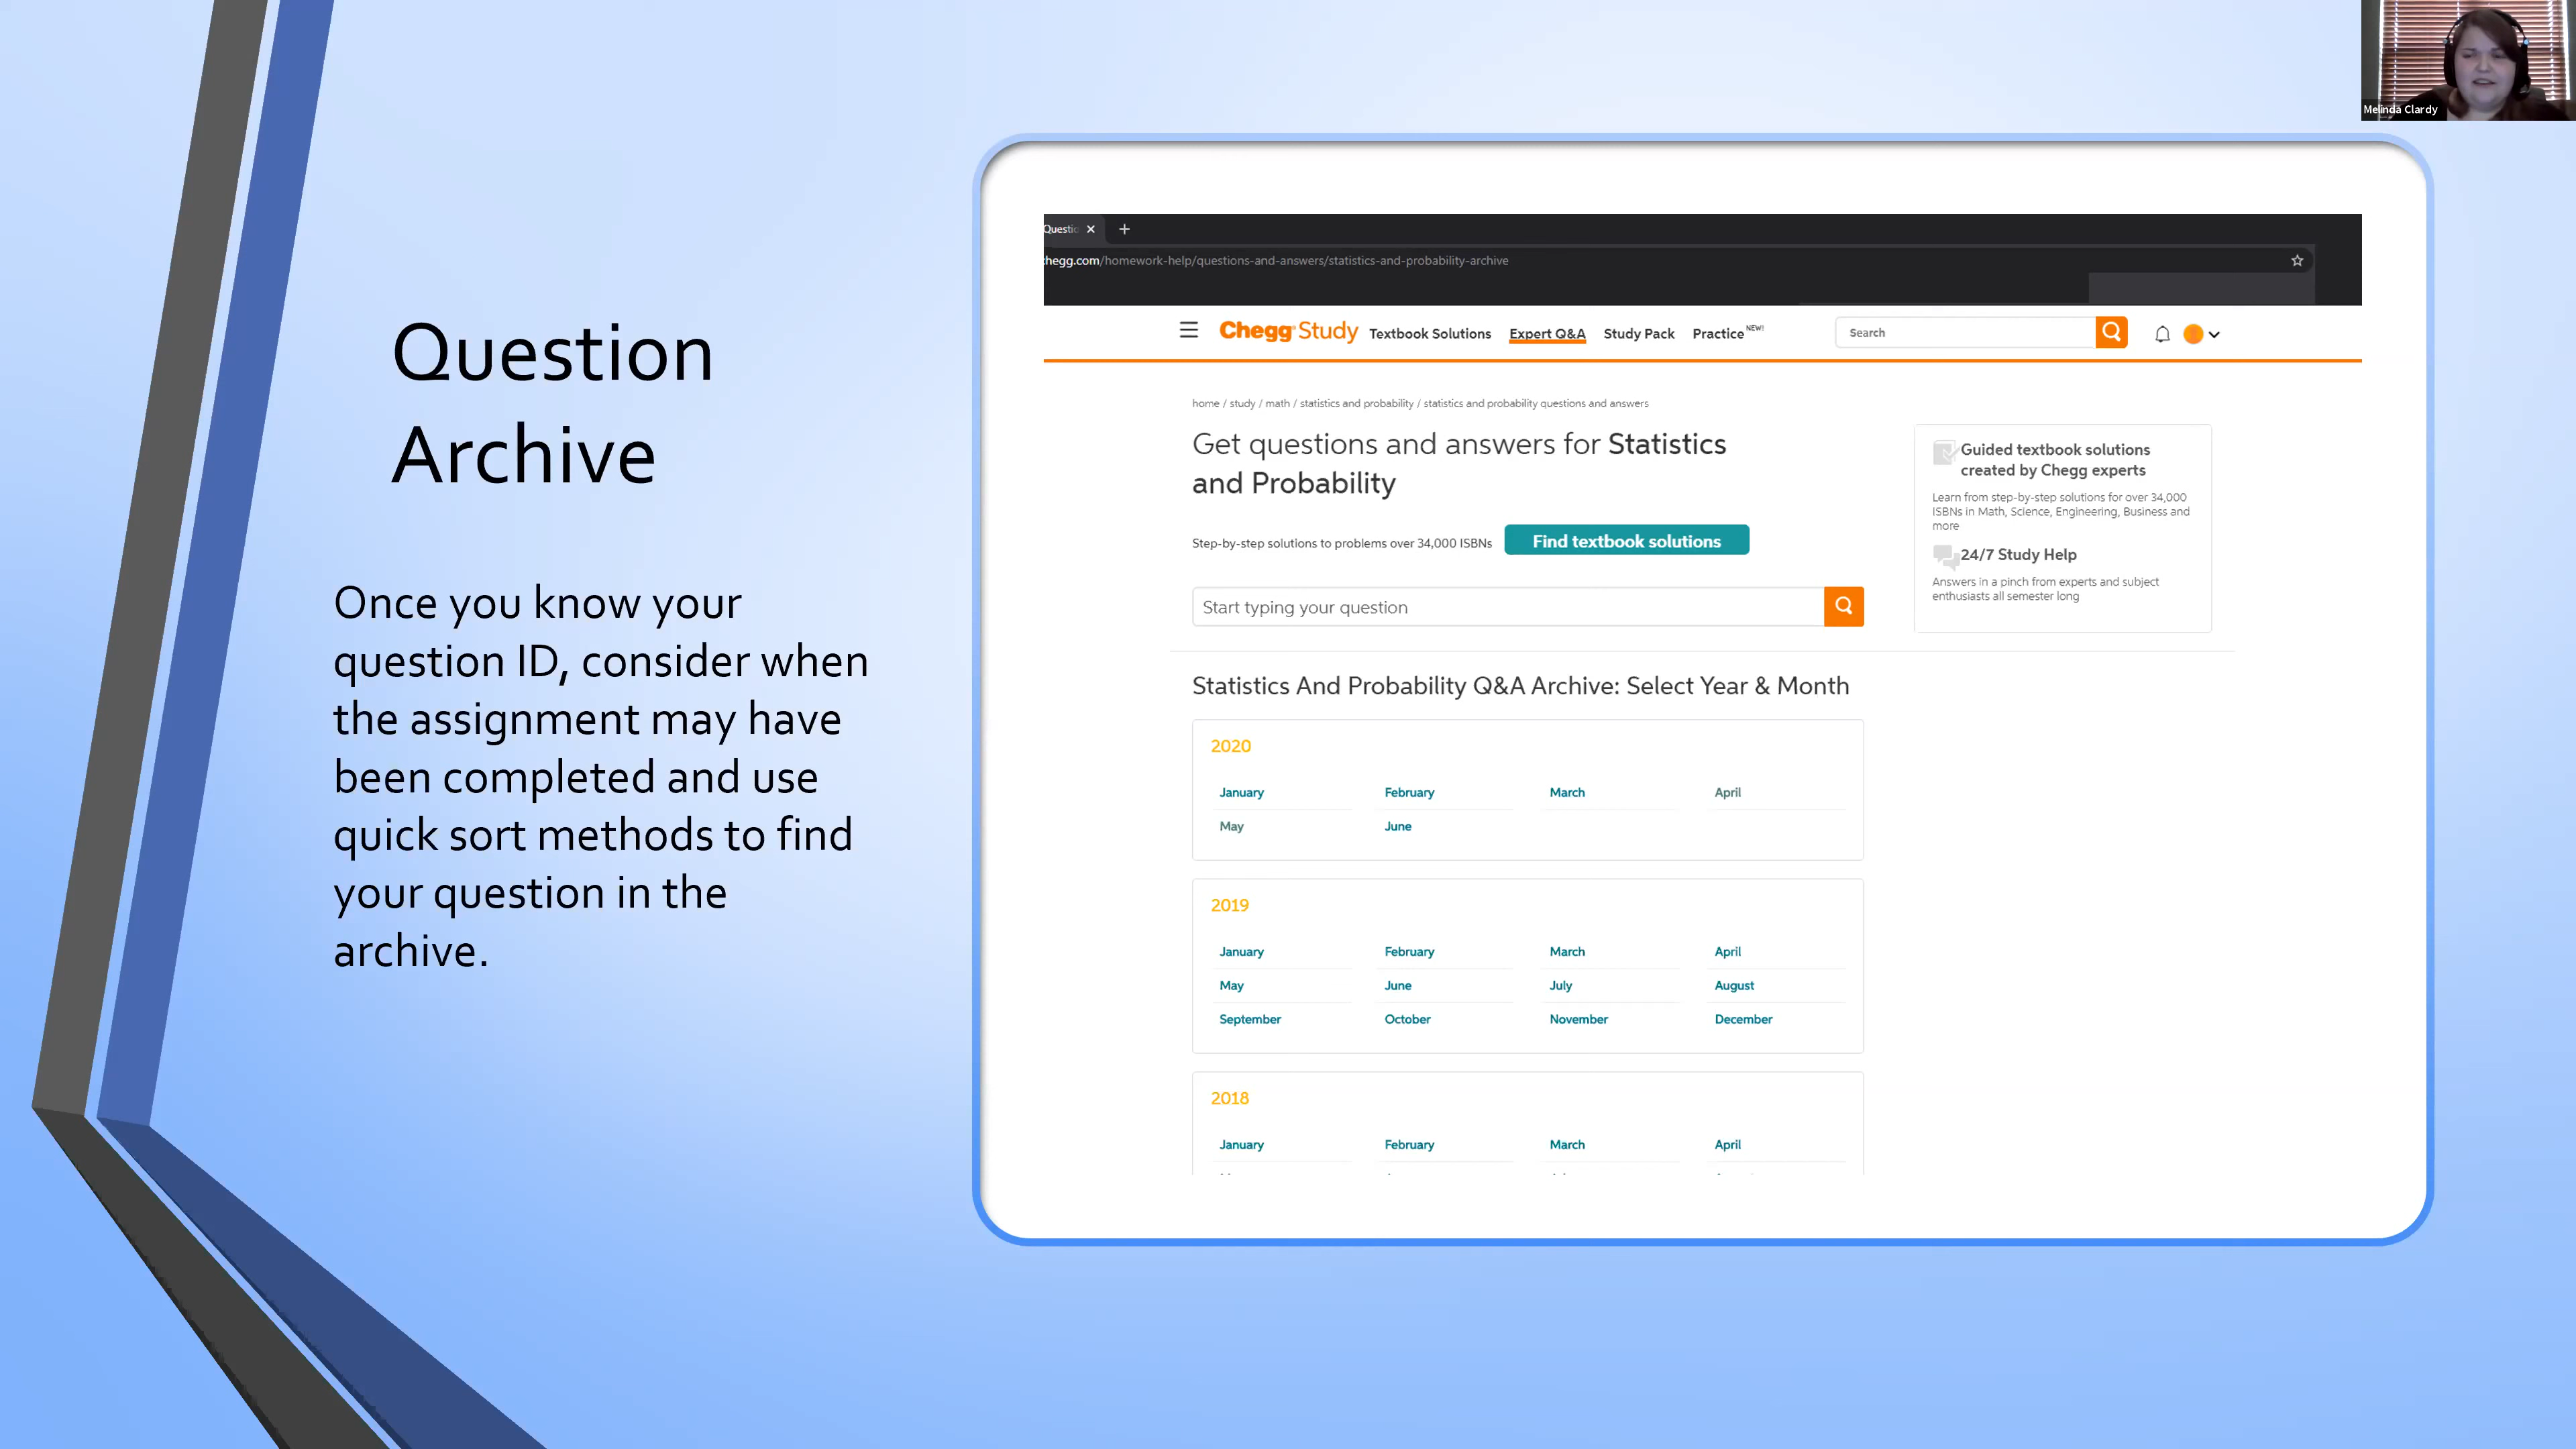 Melinda Clardy
Question
Archive
Once you know your
question ID, consider when
the assignment may have
been completed and use
quick sort methods to find
your question in the
archive.
Questio
chegg.com/homework-help/questions-and-answers/statistics-and-probability-archive
Chegg Study Textbook Solutions Expert Q&A Study Pack Practice NEW! Search
home / study / math / statistics and probability / statistics and probability questions and answers
Get questions and answers for Statistics
and Probability
Step-by-step solutions to problems over 34,000 ISBNs Find textbook solutions
Start typing your question
Guided textbook solutions
created by Chegg experts
Learn from step-by-step solutions for over 34,000
ISBNs in Math, Science, Engineering, Business and
more
24/7 Study Help
Answers in a pinch from experts and subject
enthusiasts all semester long
Statistics And Probability Q&A Archive: Select Year & Month
2020
January February March April
May June
2019
January February March April
May June July August
September October November December
2018
January February March April